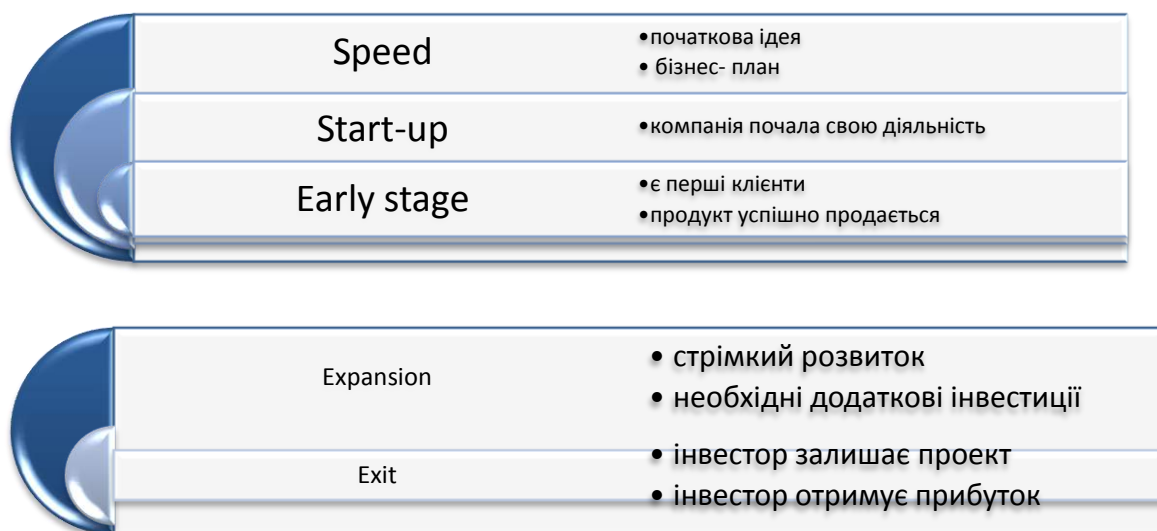 Speed
•початкова ідея
• бізнес- план
Start-up
•компанія почала свою діяльність
Early stage
•є перші клієнти
•продукт успішно продається
Expansion
• стрімкий розвиток
• необхідні додаткові інвестиції
Exit
• інвестор залишає проект
• інвестор отримує прибуток